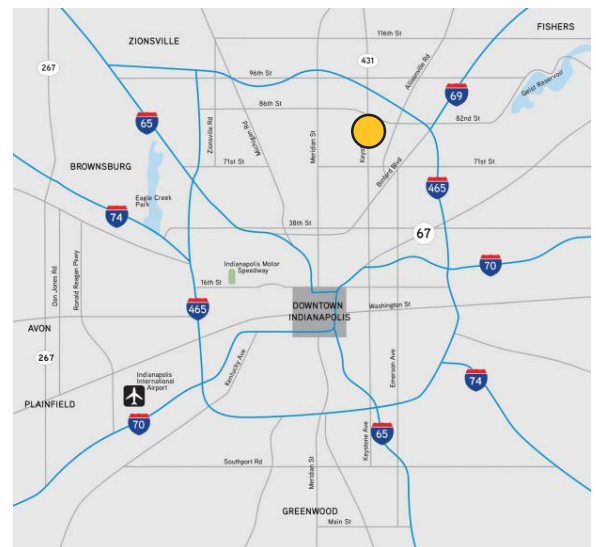 116th St
FISHERS
ZIONSVILLE
431
Allisonville Rd
267
96th St
Geist Reservoir
69
86th St
82nd St
65
Zionsville Rd
Michigan Rd
Meridian St
Keys
Binford Blvd
BROWNSBURG
71st St
71st St
465
Eagle Creek
Park
74
38th St
67
Indianapolis Motor
Speedway
70
Dan Jones Rd
Ronald Reagan Pkwy
16th St
DOWNTOWN
INDIANAPOLIS
Washington St
465
AVON
267
Indianapolis
International
Airport
Kentucky Ave
Emerson Ave
74
PLAINFIELD
70
65
Keystone Ave
Southport Rd
Meridian St
GREENWOOD
Main St